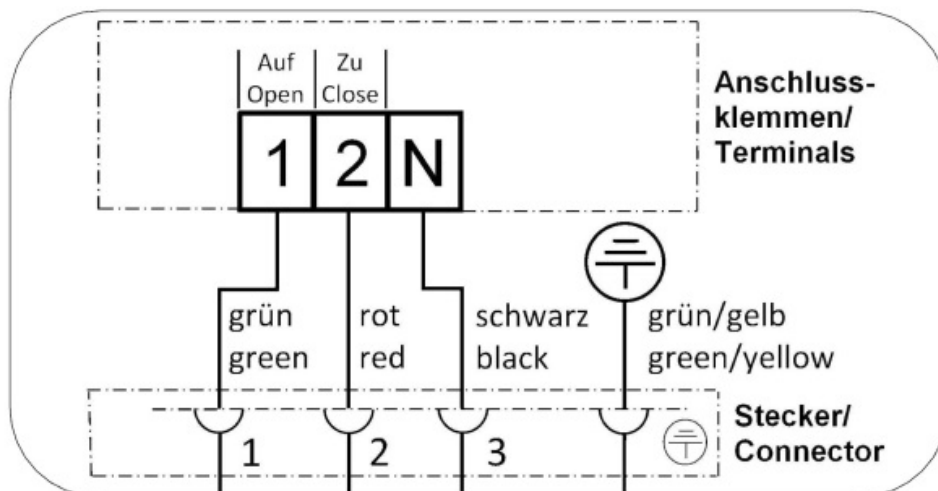 Auf Zu
Open Close
1 2 N
Anschluss-
klemmen/
Terminals
grün rot schwarz grün/gelb
green red black green/yellow
1 2 3
Stecker/
Connector